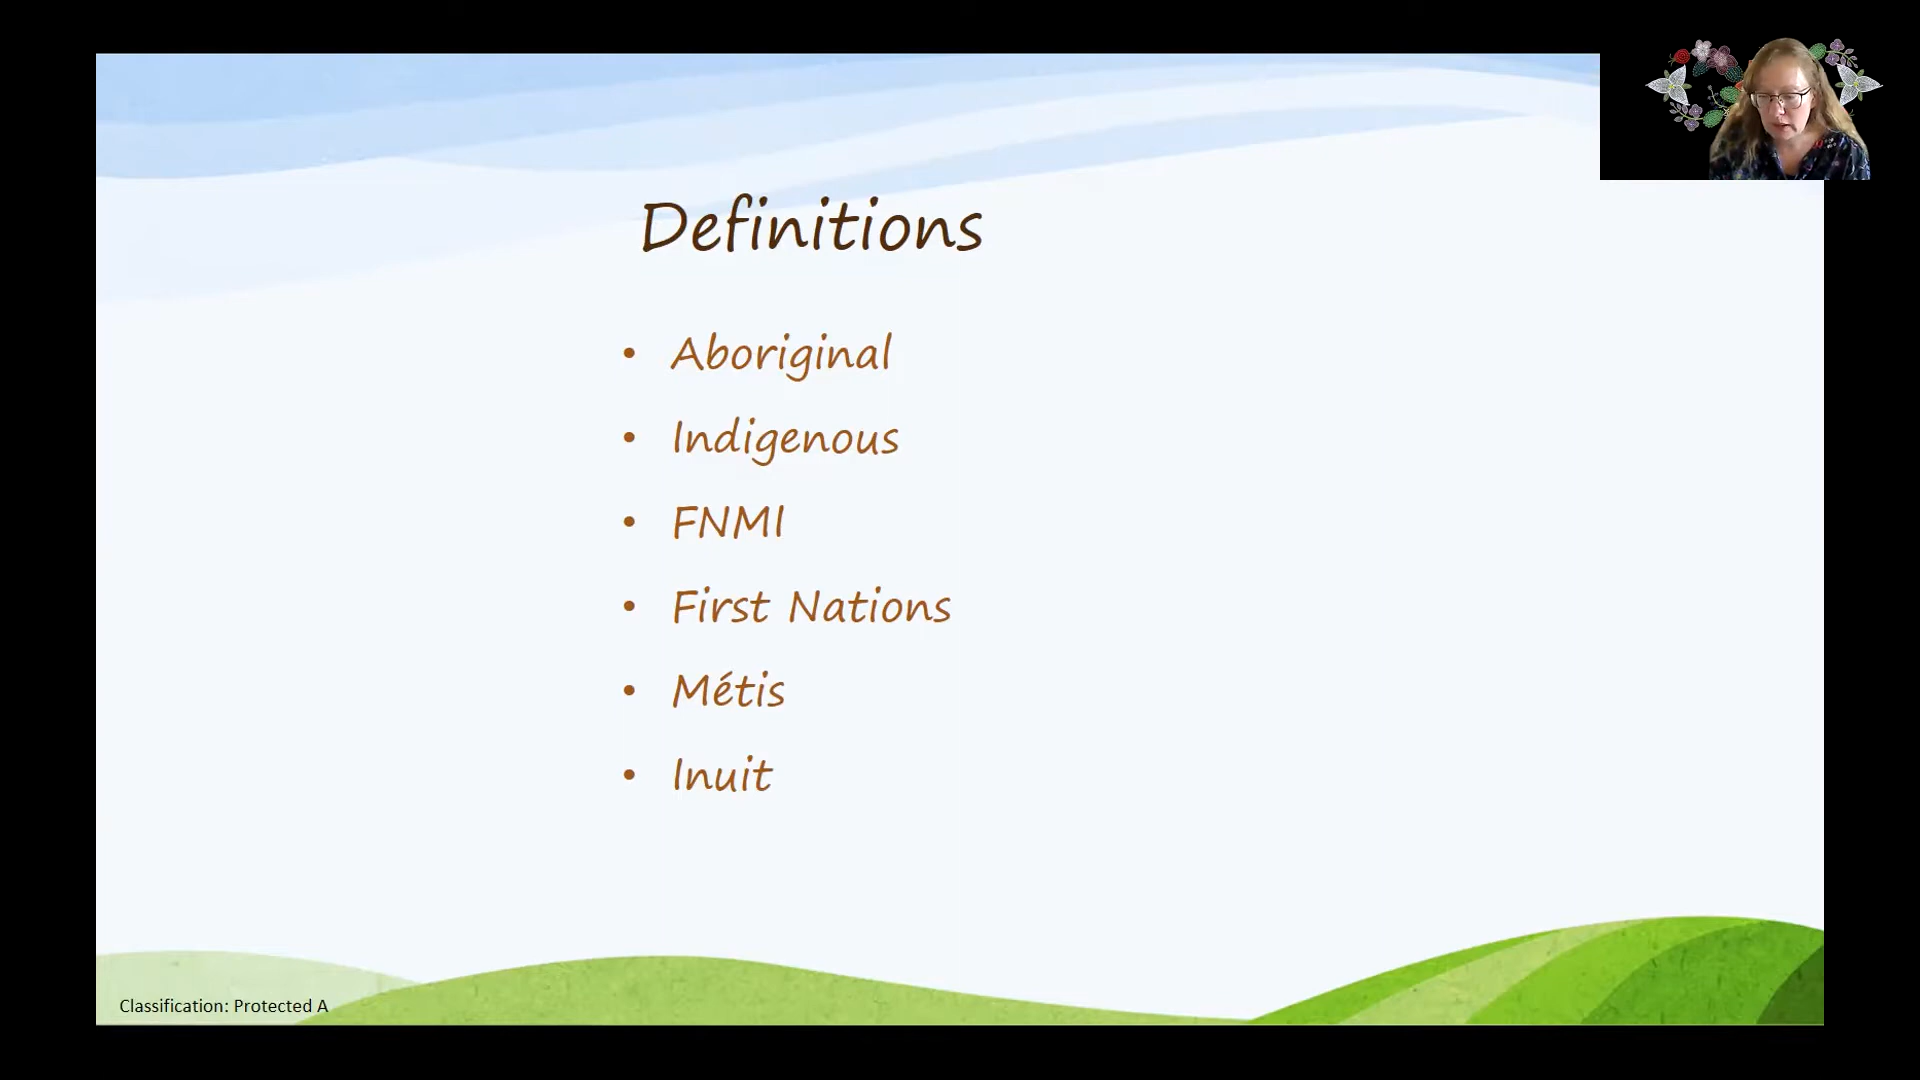 Definitions
• Aboriginal
• Indigenous
• FNMI
• First Nations
• Métis
• Inuit
Classification: Protected A